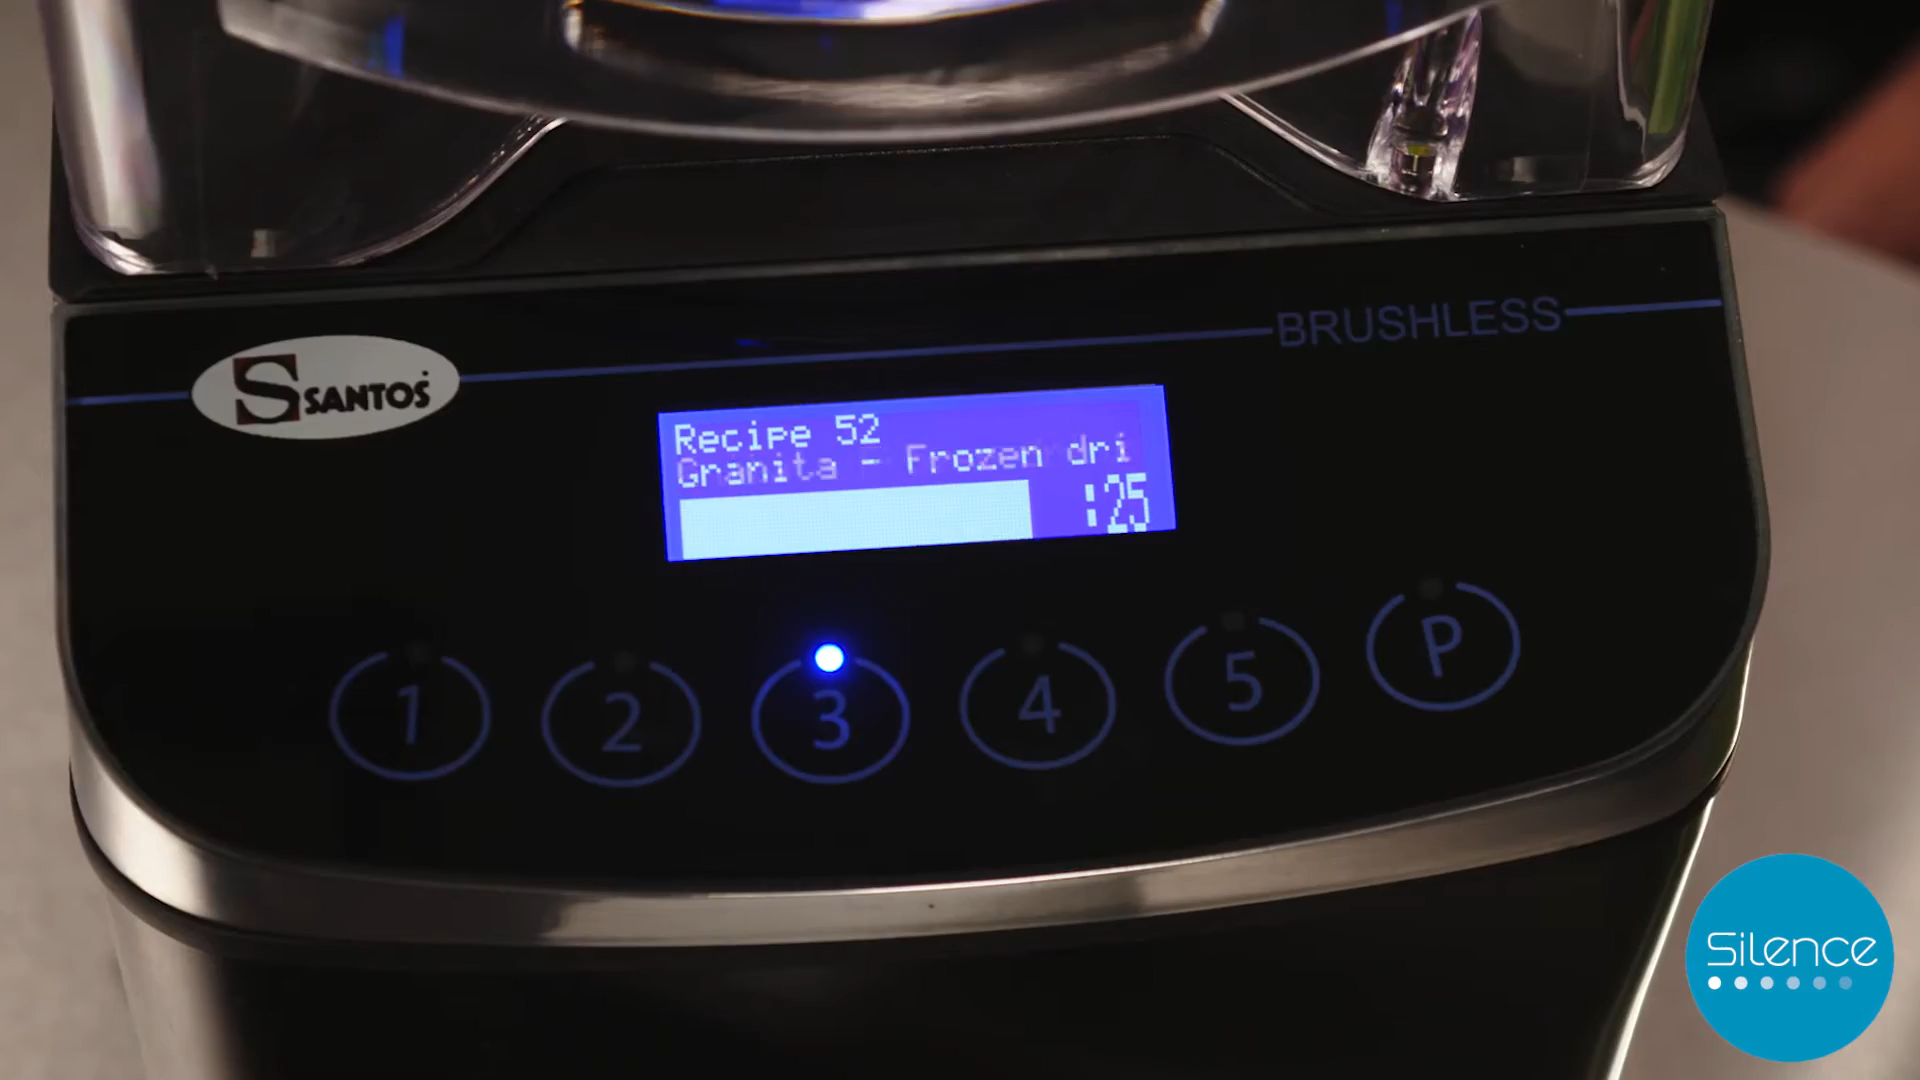 BRUSHLESS
S SANTOS
Recipe 52
Granita - Frozen dri
:25
1 2 3 4 5 P
Silence